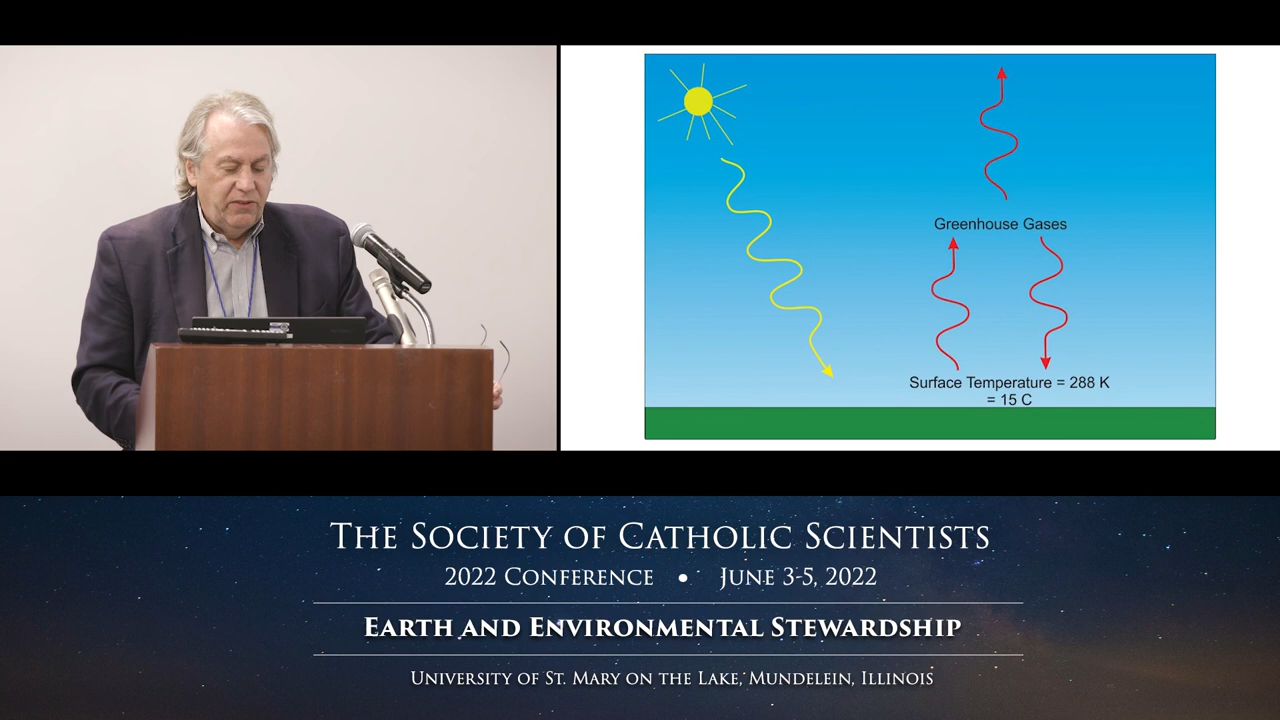 Greenhouse Gases
Surface Temperature = 288 K
= 15 C
The Society of Catholic Scientists
2022 Conference • June 3-5, 2022
Earth and Environmental Stewardship
University of St. Mary on the Lake, Mundelein, Illinois